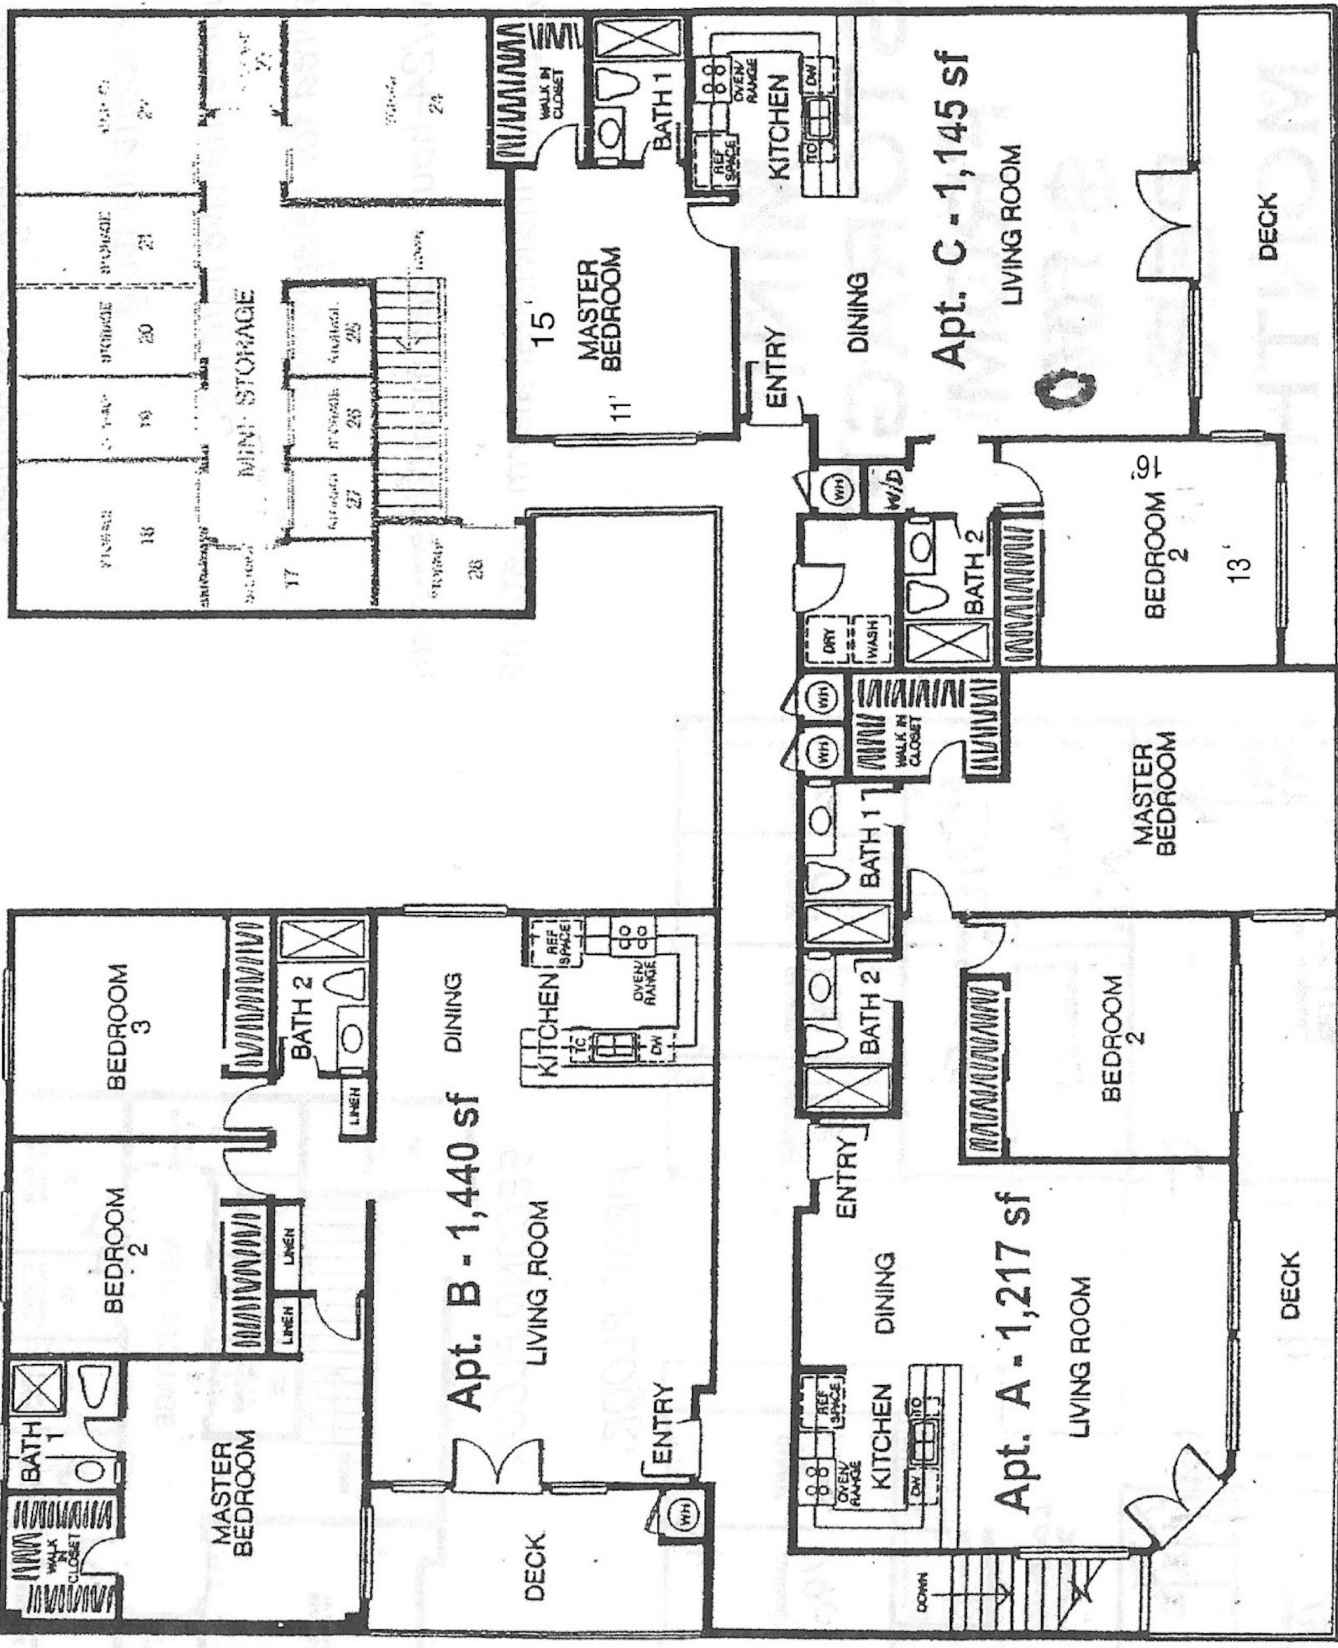 WALK IN
CLOSET
BATH 1
OVEN/
RANGE
REF
SPACE
KITCHEN
DW
TO
Apt. C - 1,145 sf
LIVING ROOM
DECK
DINING
ENTRY
MASTER
BEDROOM
15'
11'
24
22
21
STORAGE
20
19
18
MINI STORAGE
25
26
27
17
28
WH
W/D
BATH 2
DRY
WASH
BEDROOM
2
16'
13'
WH
WH
WALK IN
CLOSET
MASTER
BEDROOM
BATH 1
BATH 2
BEDROOM
2
ENTRY
DINING
Apt. A - 1,217 sf
LIVING ROOM
DECK
REF
SPACE
OVEN/
RANGE
KITCHEN
DW
TO
DOWN
BEDROOM
3
BATH 2
LINEN
DINING
REF
SPACE
OVEN/
RANGE
KITCHEN
TC
DW
BEDROOM
2
LINEN
LINEN
Apt. B - 1,440 sf
LIVING ROOM
ENTRY
BATH
1
MASTER
BEDROOM
WALK
IN
CLOSET
DECK
WH